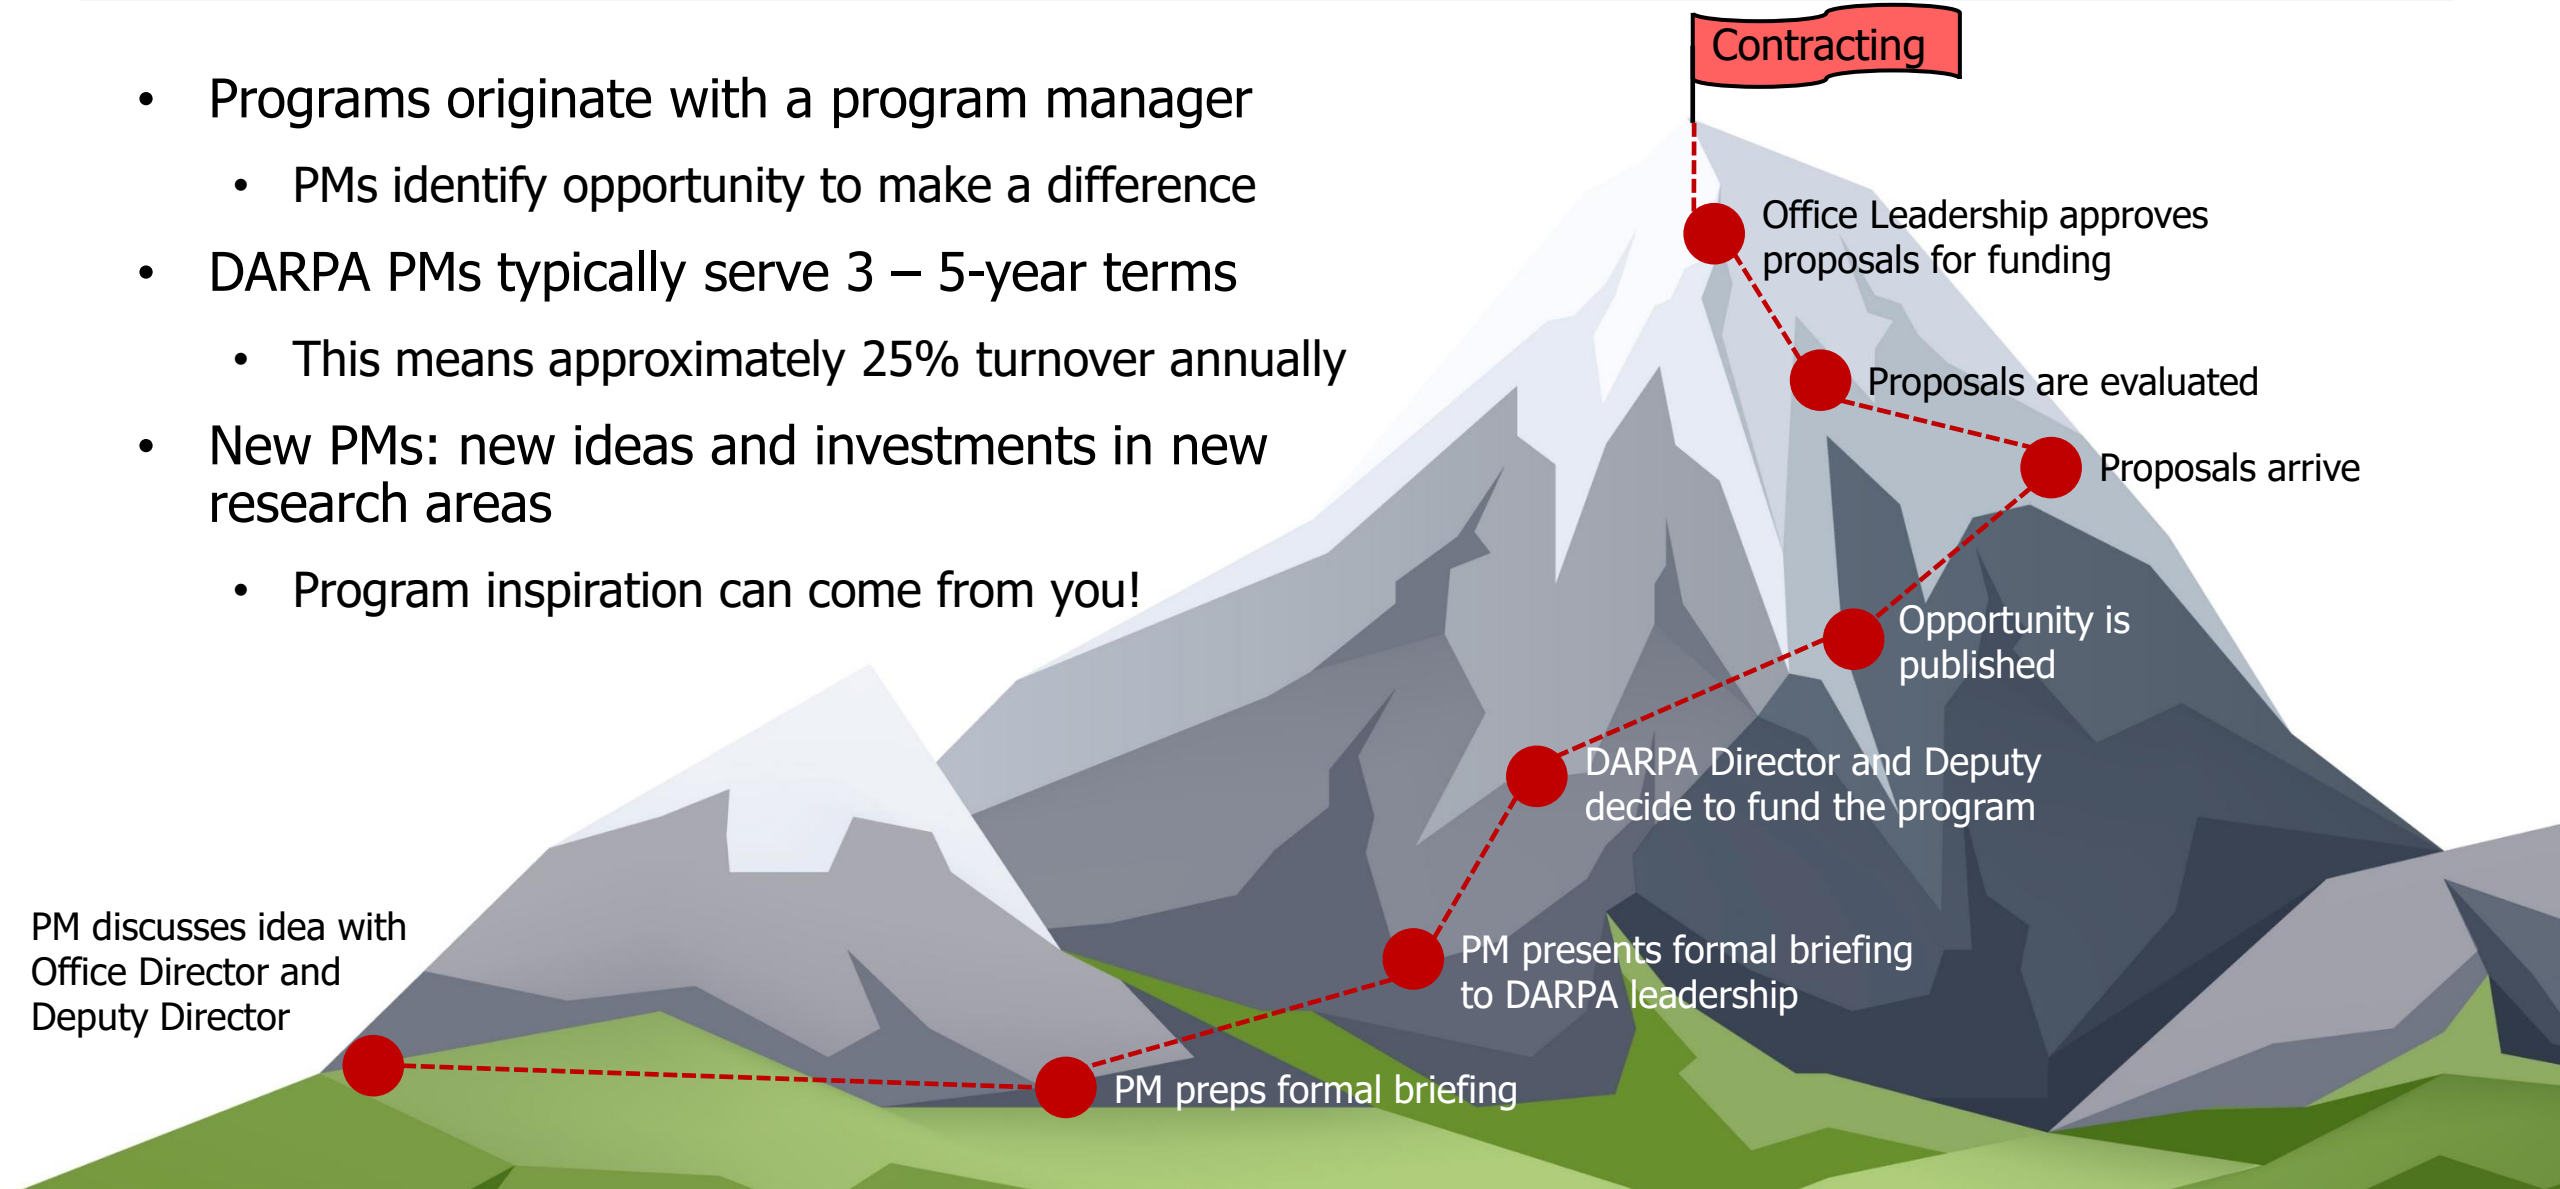 • Programs originate with a program manager
• PMs identify opportunity to make a difference
• DARPA PMs typically serve 3 – 5-year terms
• This means approximately 25% turnover annually
• New PMs: new ideas and investments in new
research areas
• Program inspiration can come from you!
Contracting
Office Leadership approves
proposals for funding
Proposals are evaluated
Proposals arrive
Opportunity is
published
DARPA Director and Deputy
decide to fund the program
PM presents formal briefing
to DARPA leadership
PM preps formal briefing
PM discusses idea with
Office Director and
Deputy Director